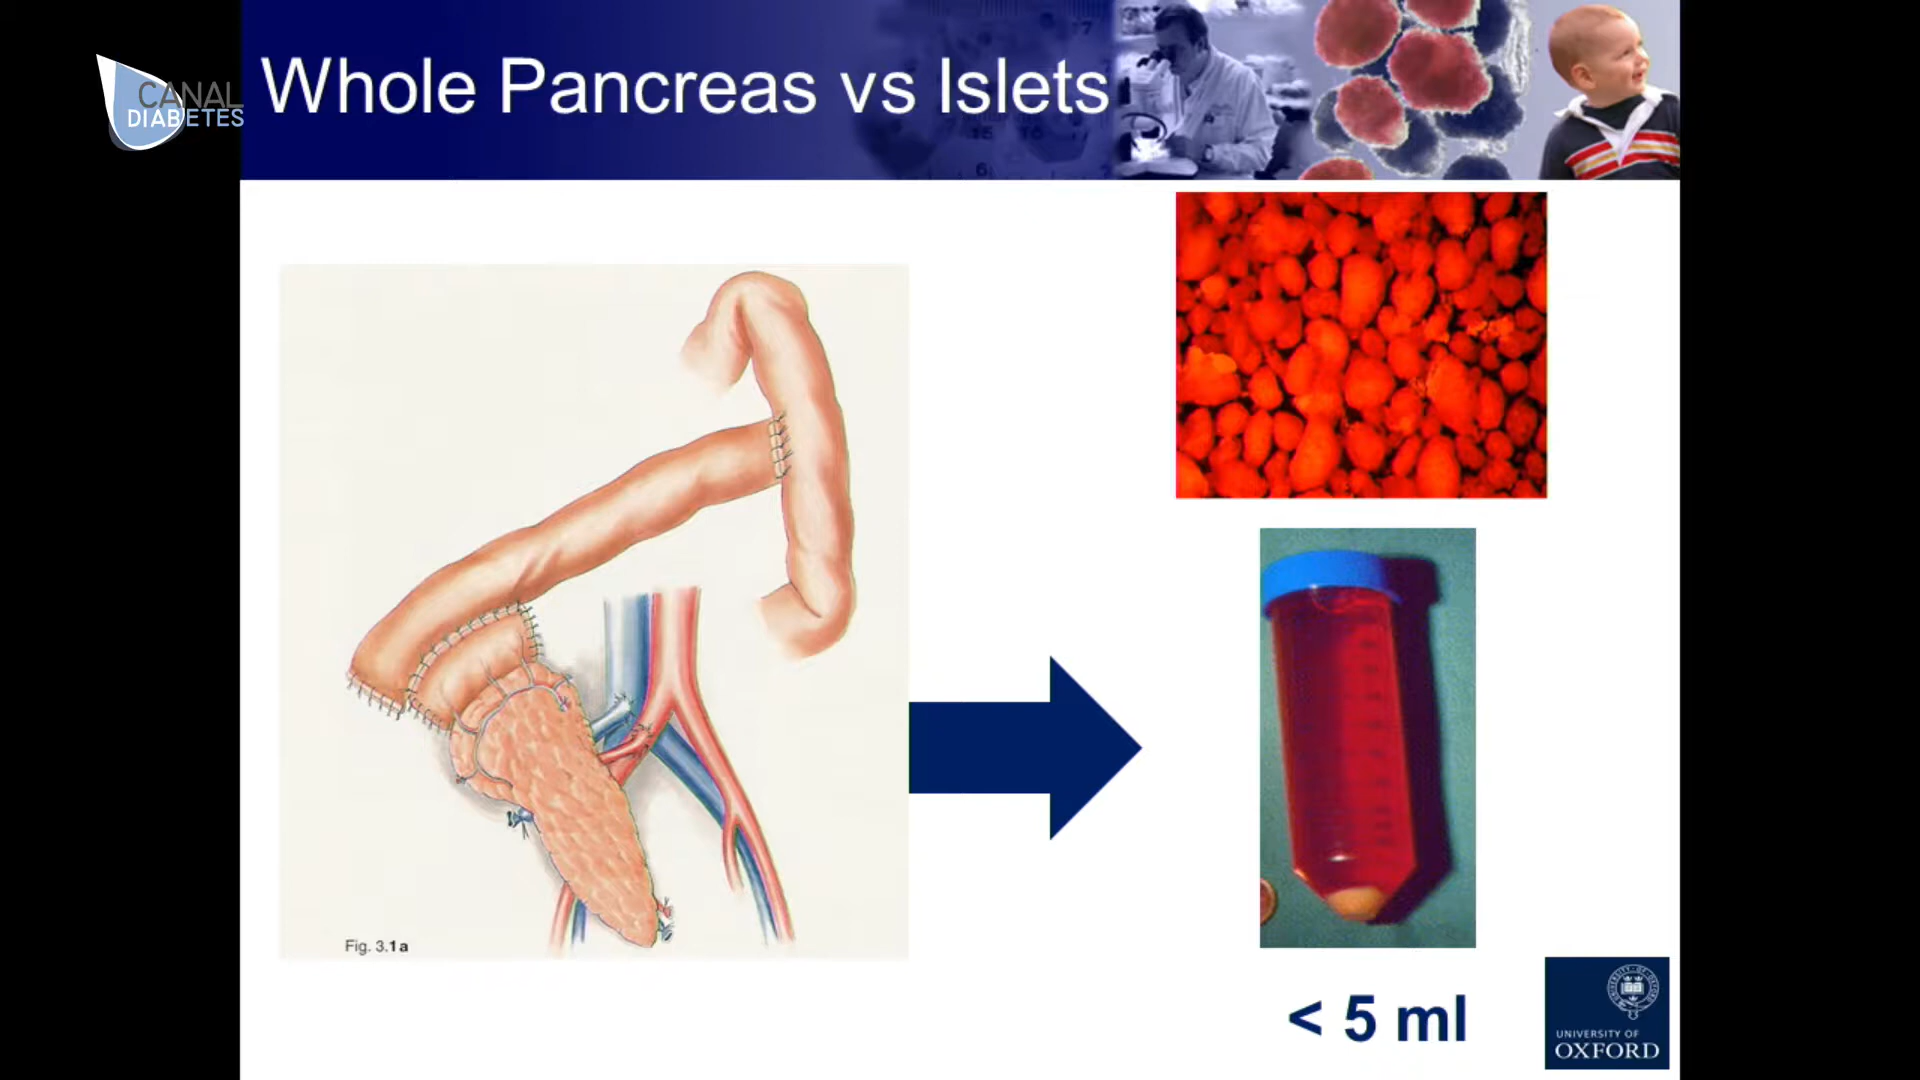 CANAL
DIABETES
Whole Pancreas vs Islets
Fig. 3.1a
< 5 ml
UNIVERSITY OF
OXFORD